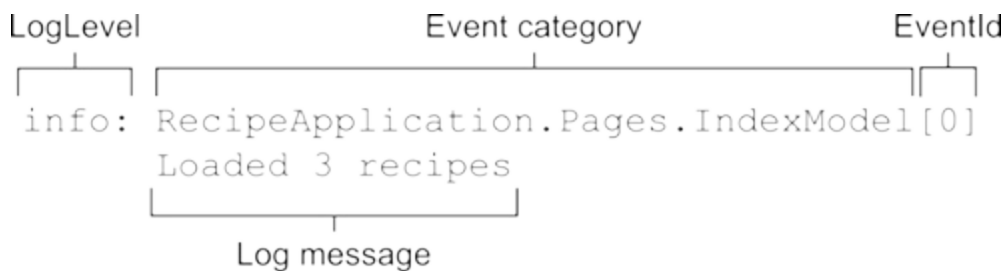 LogLevel Event category EventId
info: RecipeApplication.Pages.IndexModel[0]
Loaded 3 recipes
Log message